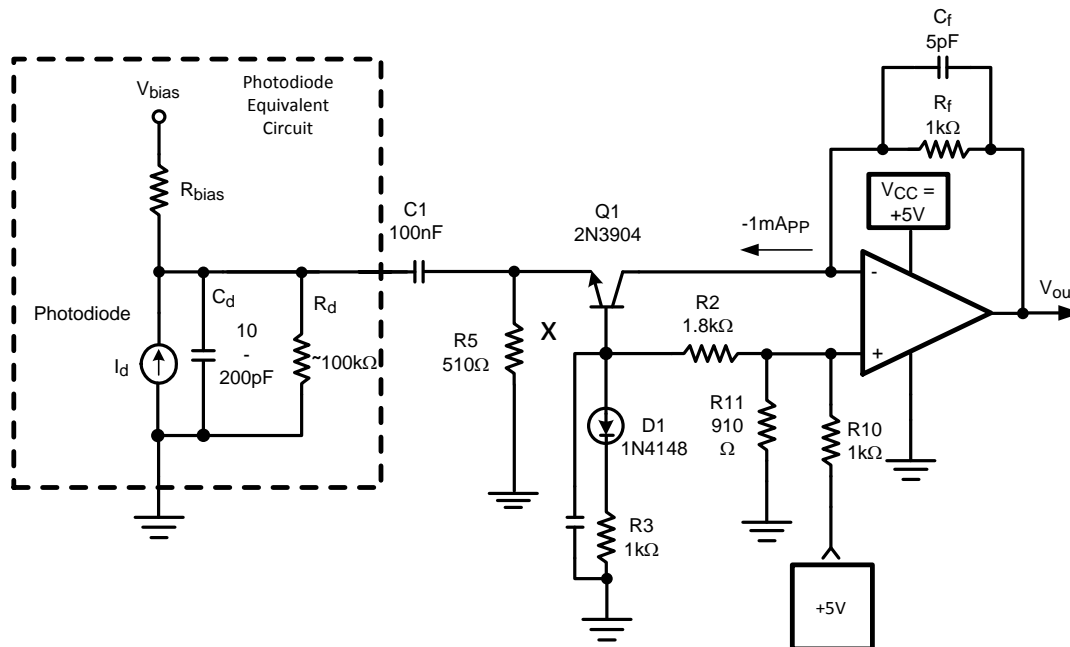 Photodiode
Equivalent
Circuit
Vbias
Rbias
Photodiode
Id
Cd
10
-
200pF
Rd
~100kΩ
C1
100nF
R5
510Ω
X
Q1
2N3904
-1mAPP
R2
1.8kΩ
D1
1N4148
R3
1kΩ
R11
910
Ω
R10
1kΩ
+5V
Cf
5pF
Rf
1kΩ
VCC =
+5V
-
+
Vou